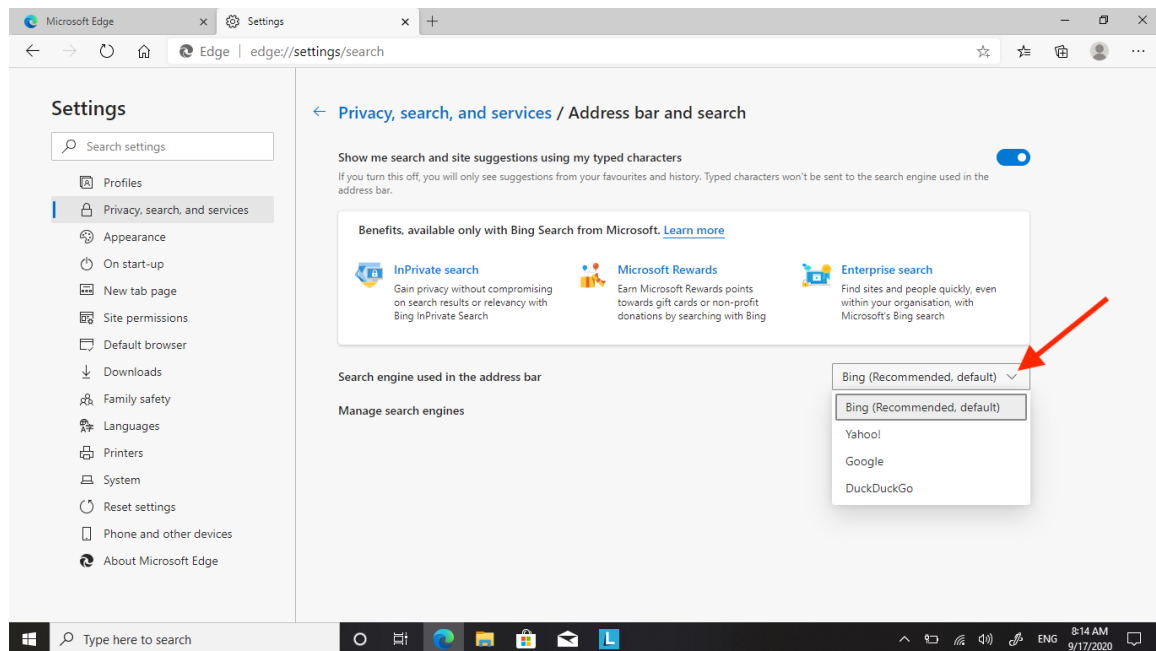 Microsoft Edge
Settings
Edge | edge://settings/search
Settings
Search settings
Profiles
Privacy, search, and services
Appearance
On start-up
New tab page
Site permissions
Default browser
Downloads
Family safety
Languages
Printers
System
Reset settings
Phone and other devices
About Microsoft Edge
Privacy, search, and services / Address bar and search
Show me search and site suggestions using my typed characters
If you turn this off, you will only see suggestions from your favourites and history. Typed characters won't be sent to the search engine used in the
address bar.
Benefits, available only with Bing Search from Microsoft. Learn more
InPrivate search
Gain privacy without compromising
on search results or relevancy with
Bing InPrivate Search
Microsoft Rewards
Earn Microsoft Rewards points
towards gift cards or non-profit
donations by searching with Bing
Enterprise search
Find sites and people quickly, even
within your organisation, with
Microsoft's Bing search
Search engine used in the address bar
Bing (Recommended, default)
Manage search engines
Bing (Recommended, default)
Yahoo!
Google
DuckDuckGo
Type here to search
L
ENG
8:14 AM
9/17/2020